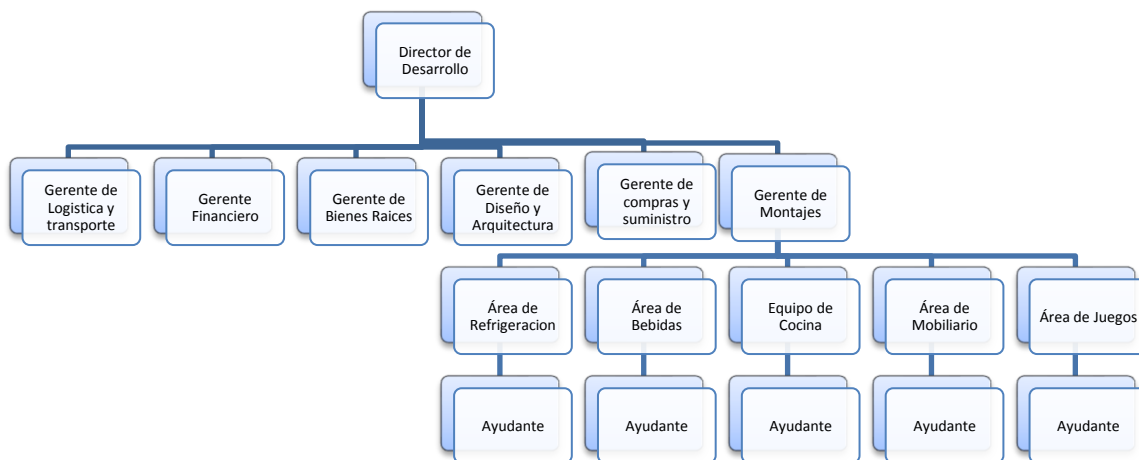 Director de
Desarrollo
Gerente de
Logistica y
transporte
Gerente
Financiero
Gerente de
Bienes Raices
Gerente de
Diseño y
Arquitectura
Gerente de
compras y
suministro
Gerente de
Montajes
Área de
Refrigeracion
Área de
Bebidas
Equipo de
Cocina
Área de
Mobiliario
Área de Juegos
Ayudante
Ayudante
Ayudante
Ayudante
Ayudante